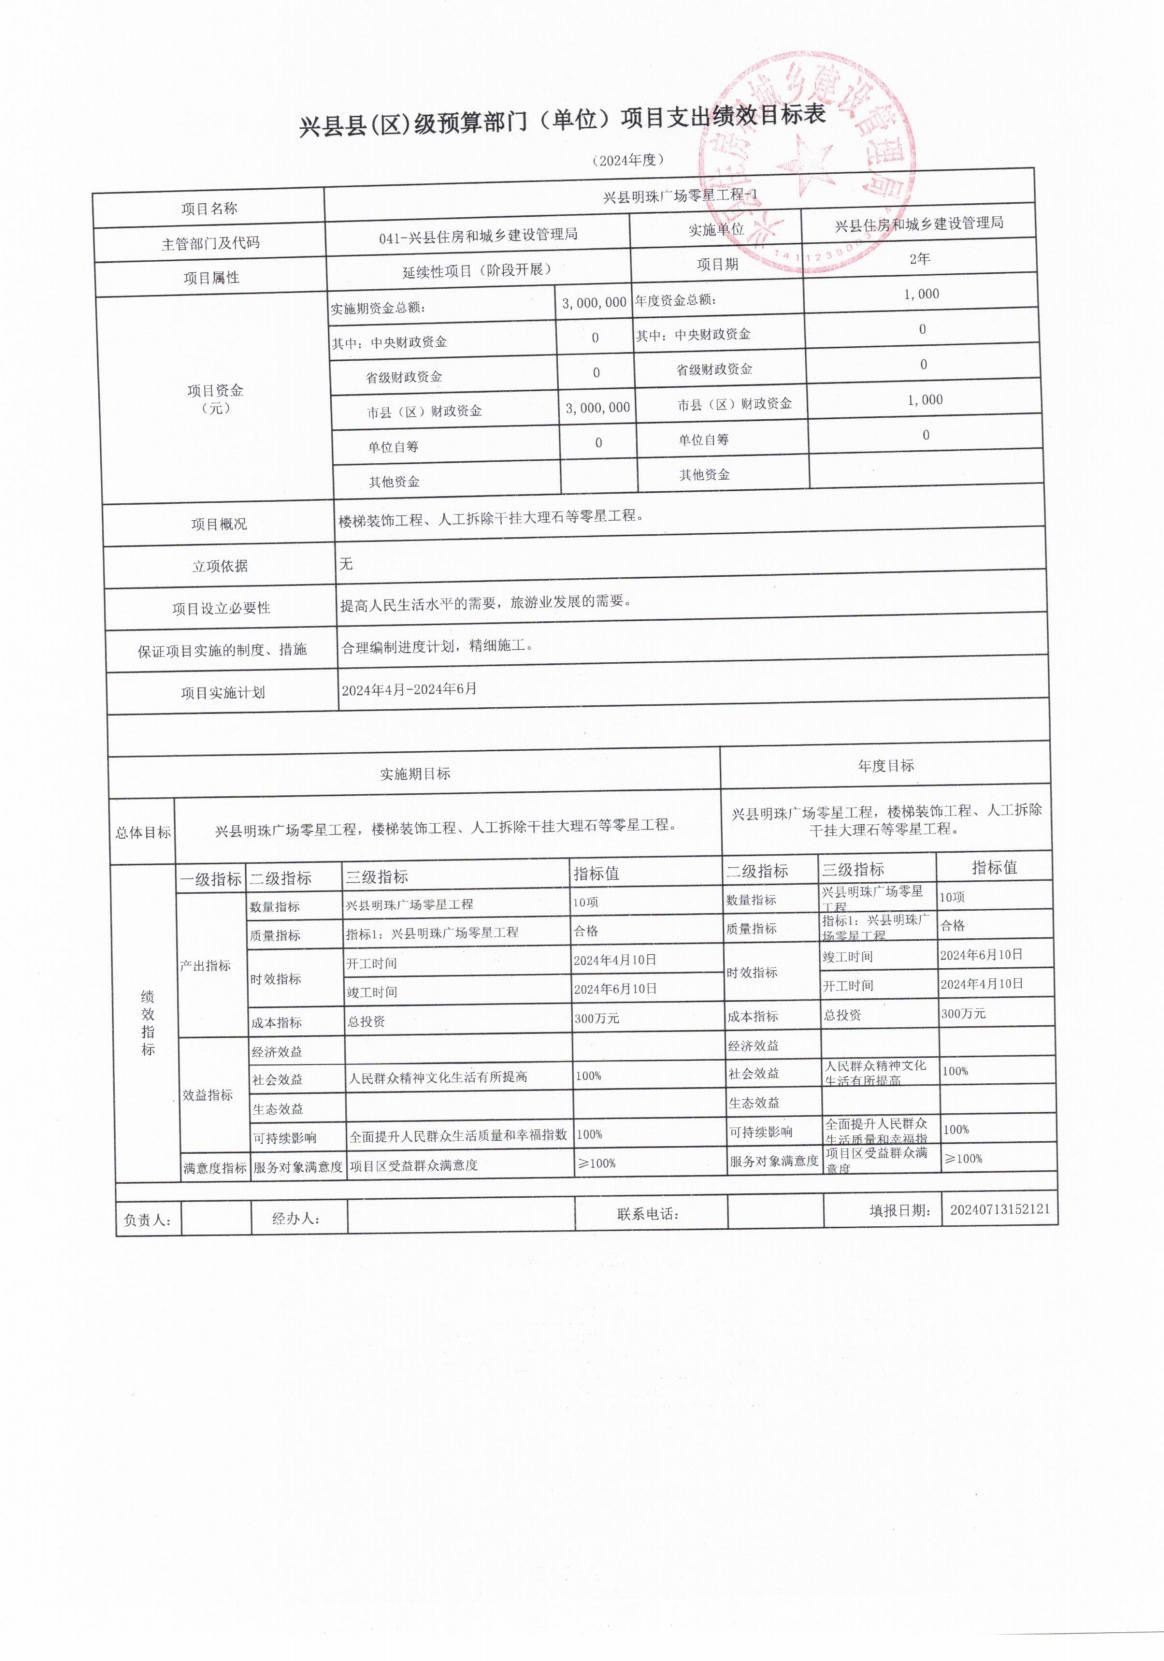 兴县县(区)级预算部门（单位）项目支出绩效目标表
（2024年度）
项目名称 兴县明珠广场零星工程-1
主管部门及代码 041-兴县住房和城乡建设管理局 实施单位 兴县住房和城乡建设管理局
项目属性 延续性项目（阶段开展） 项目期 2年
项目资金
（元）
实施期资金总额： 3,000,000 年度资金总额： 1,000
其中：中央财政资金 0 其中：中央财政资金 0
省级财政资金 0 省级财政资金 0
市县（区）财政资金 3,000,000 市县（区）财政资金 1,000
单位自筹 0 单位自筹 0
其他资金 其他资金
项目概况 楼梯装饰工程、人工拆除干挂大理石等零星工程。
立项依据 无
项目设立必要性 提高人民生活水平的需要，旅游业发展的需要。
保证项目实施的制度、措施 合理编制进度计划，精细施工。
项目实施计划 2024年4月-2024年6月
实施期目标 年度目标
总体目标 兴县明珠广场零星工程，楼梯装饰工程、人工拆除干挂大理石等零星工程。 兴县明珠广场零星工程，楼梯装饰工程、人工拆除
干挂大理石等零星工程。
绩效指标
一级指标 二级指标 三级指标 指标值 二级指标 三级指标 指标值
产出指标 数量指标 兴县明珠广场零星工程 10项 数量指标 兴县明珠广场零星
工程 10项
质量指标 指标1：兴县明珠广场零星工程 合格 质量指标 指标1：兴县明珠广
场零星工程 合格
时效指标 开工时间 2024年4月10日 时效指标 竣工时间 2024年6月10日
竣工时间 2024年6月10日 开工时间 2024年4月10日
成本指标 总投资 300万元 成本指标 总投资 300万元
效益指标 经济效益 经济效益
社会效益 人民群众精神文化生活有所提高 100% 社会效益 人民群众精神文化
生活有所提高 100%
生态效益 生态效益
可持续影响 全面提升人民群众生活质量和幸福指数 100% 可持续影响 全面提升人民群众
生活质量和幸福指 100%
满意度指标 服务对象满意度 项目区受益群众满意度 ≥100% 服务对象满意度 项目区受益群众满
意度 ≥100%
负责人： 经办人： 联系电话： 填报日期： 20240713152121